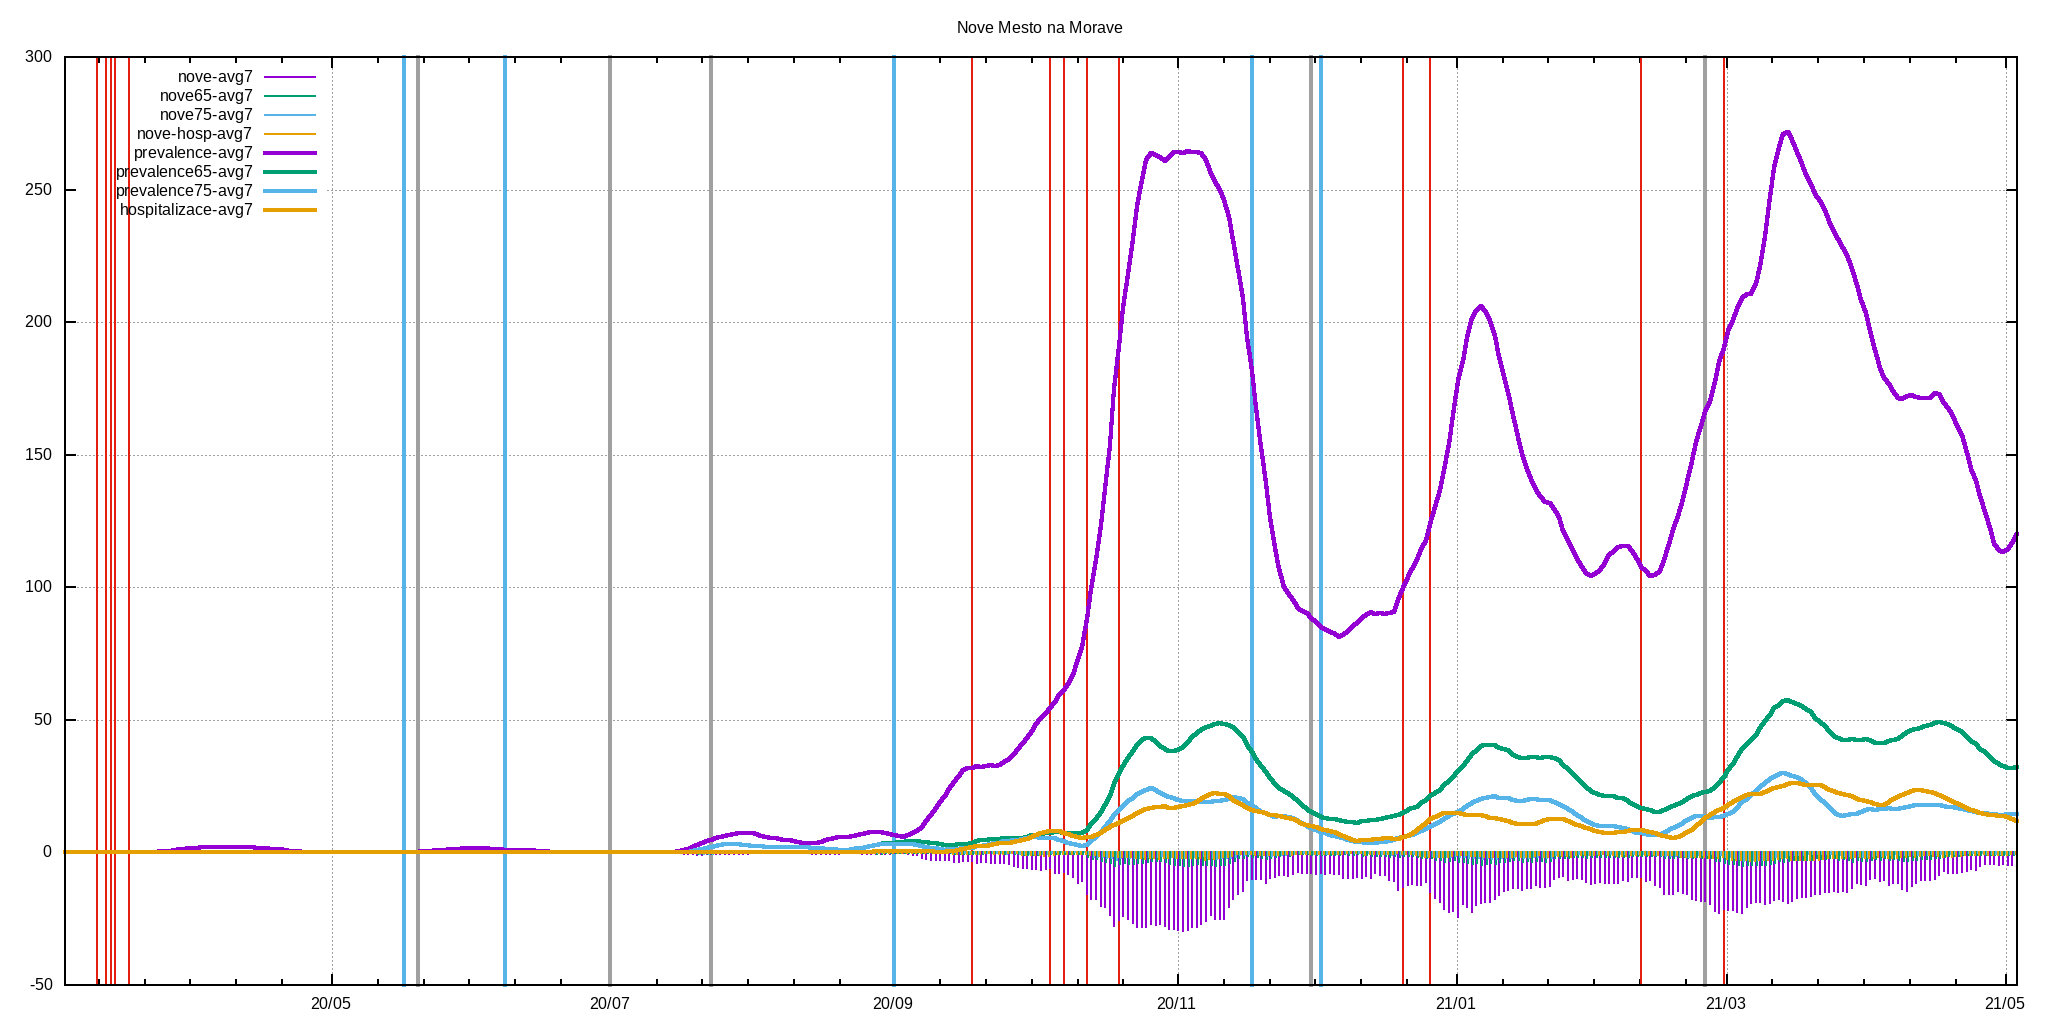 Nove Mesto na Morave
300
250
200
150
100
50
0
-50
nove-avg7
nove65-avg7
nove75-avg7
nove-hosp-avg7
prevalence-avg7
prevalence65-avg7
prevalence75-avg7
hospitalizace-avg7
20/05 20/07 20/09 20/11 21/01 21/03 21/05